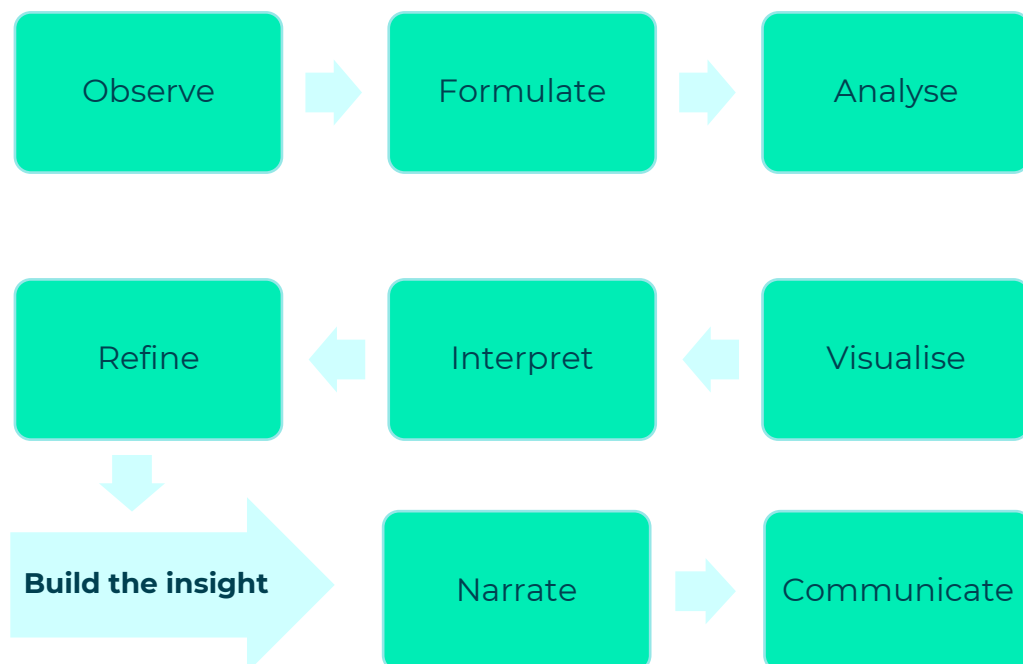 Observe
Formulate
Analyse
Refine
Interpret
Visualise
Build the insight
Narrate
Communicate